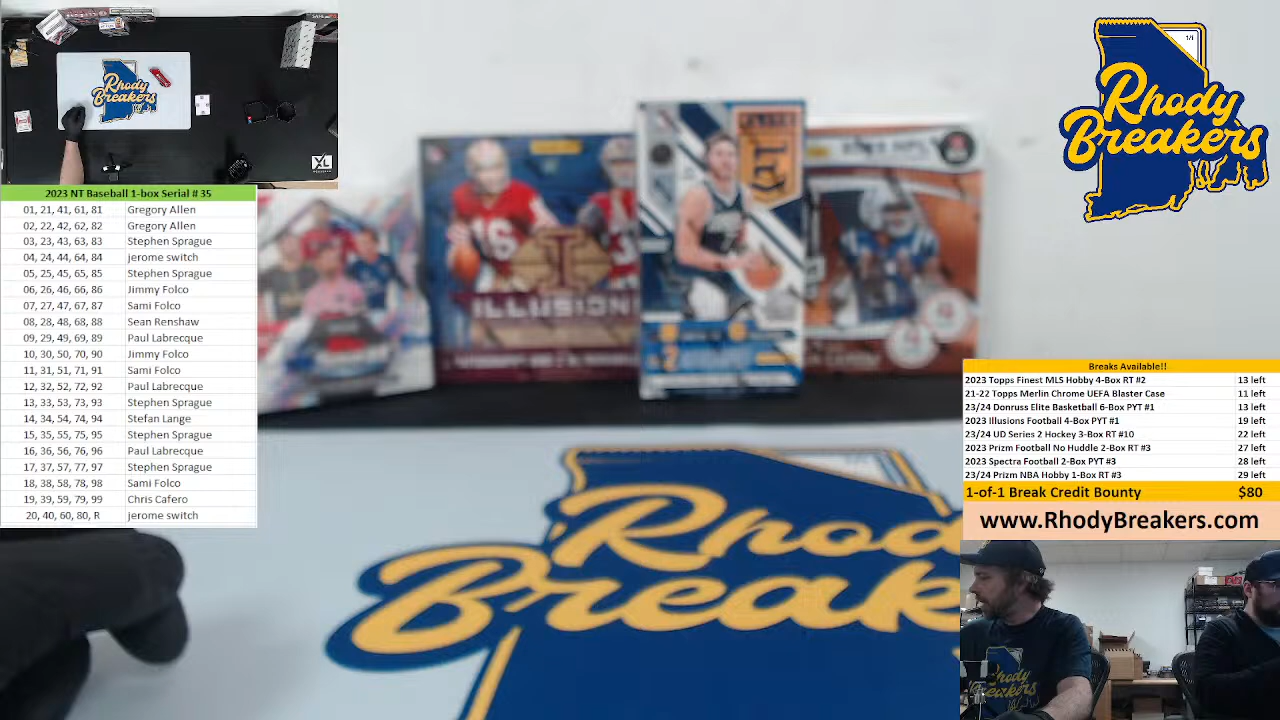 Rhody
Breakers
XL
2023 NT Baseball 1-box Serial # 35
01, 21, 41, 61, 81 Gregory Allen
02, 22, 42, 62, 82 Gregory Allen
03, 23, 43, 63, 83 Stephen Sprague
04, 24, 44, 64, 84 jerome switch
05, 25, 45, 65, 85 Stephen Sprague
06, 26, 46, 66, 86 Jimmy Folco
07, 27, 47, 67, 87 Sami Folco
08, 28, 48, 68, 88 Sean Renshaw
09, 29, 49, 69, 89 Paul Labrecque
10, 30, 50, 70, 90 Jimmy Folco
11, 31, 51, 71, 91 Sami Folco
12, 32, 52, 72, 92 Paul Labrecque
13, 33, 53, 73, 93 Stephen Sprague
14, 34, 54, 74, 94 Stefan Lange
15, 35, 55, 75, 95 Stephen Sprague
16, 36, 56, 76, 96 Paul Labrecque
17, 37, 57, 77, 97 Stephen Sprague
18, 38, 58, 78, 98 Sami Folco
19, 39, 59, 79, 99 Chris Cafero
20, 40, 60, 80, R jerome switch
16
ILLUSION
E
2
Rhod
Break
1/1
Rhody
Breakers
Breaks Available!!
2023 Topps Finest MLS Hobby 4-Box RT #2 13 left
21-22 Topps Merlin Chrome UEFA Blaster Case 11 left
23/24 Donruss Elite Basketball 6-Box PYT #1 13 left
2023 Illusions Football 4-Box PYT #1 19 left
23/24 UD Series 2 Hockey 3-Box RT #10 22 left
2023 Prizm Football No Huddle 2-Box RT #3 27 left
2023 Spectra Football 2-Box PYT #3 28 left
23/24 Prizm NBA Hobby 1-Box RT #3 29 left
1-of-1 Break Credit Bounty $80
www.RhodyBreakers.com